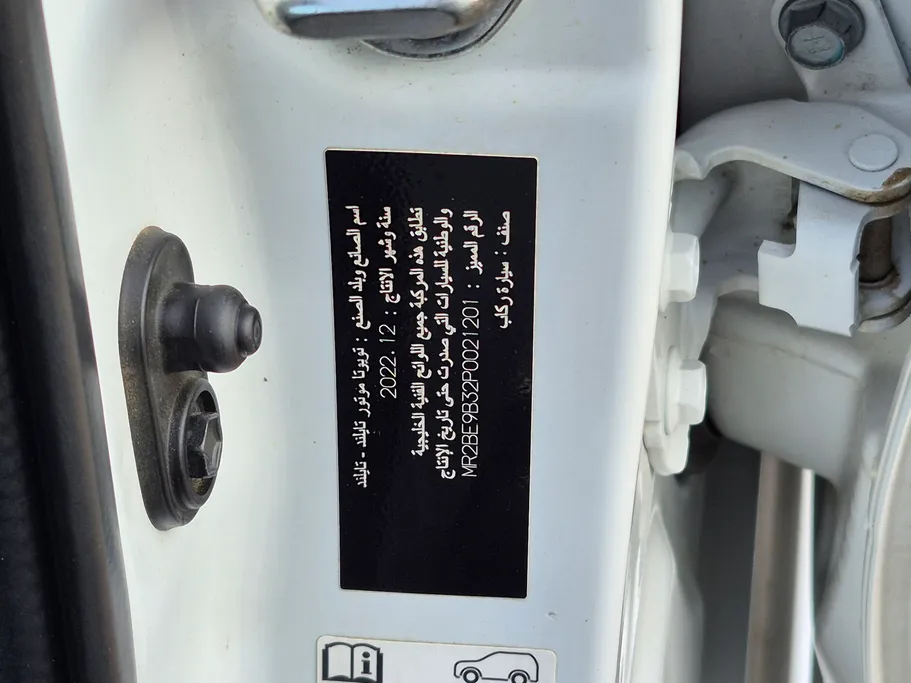 اسم الصانع وبلد الصنع : تويوتا موتور تايلند - تايلند
سنة وشهر الانتاج : 2022.12
تطابق هذه المركبة جميع اللوائح الفنية الخليجية
والوطنية للسيارات التي صدرت حتى تاريخ الإنتاج
الرقم المميز : MR2BE9B32P0021201
صنف : سيارة ركاب